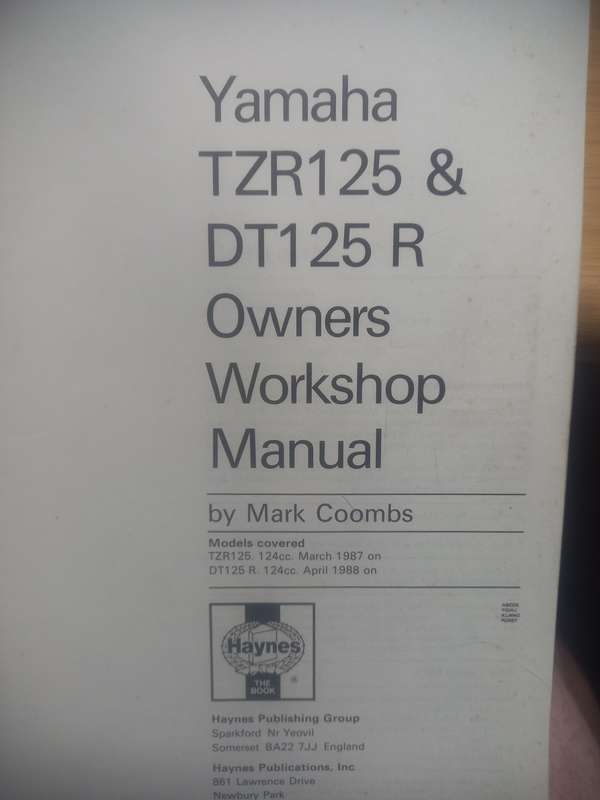 Yamaha
TZR125 &
DT125 R
Owners
Workshop
Manual
by Mark Coombs
Models covered
TZR125. 124cc. March 1987 on
DT125 R. 124cc. April 1988 on
Haynes
®
THE
BOOK
Haynes Publishing Group
Sparkford Nr Yeovil
Somerset BA22 7JJ England
Haynes Publications, Inc
861 Lawrence Drive
Newbury Park